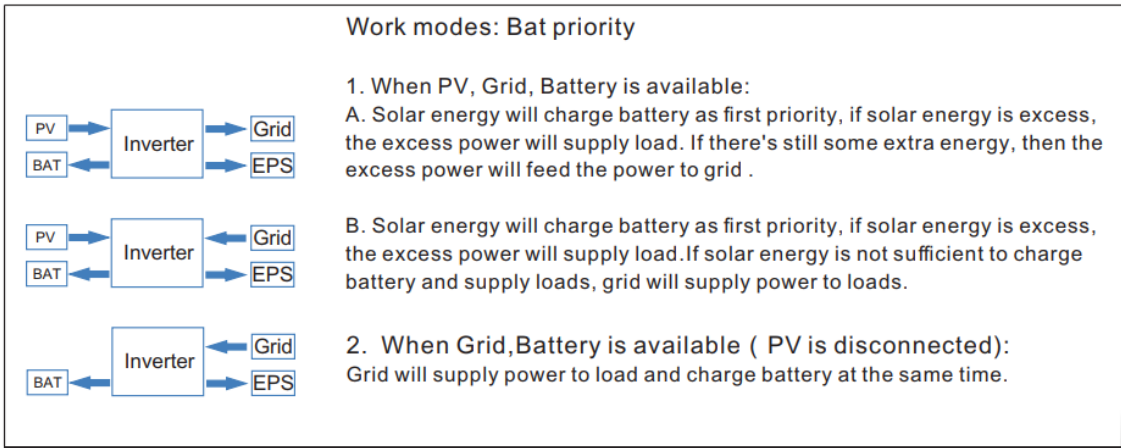 Work modes: Bat priority
1. When PV, Grid, Battery is available:
A. Solar energy will charge battery as first priority, if solar energy is excess,
the excess power will supply load. If there's still some extra energy, then the
excess power will feed the power to grid .
PV
Inverter
Grid
BAT
EPS
B. Solar energy will charge battery as first priority, if solar energy is excess,
the excess power will supply load.If solar energy is not sufficient to charge
battery and supply loads, grid will supply power to loads.
PV
Inverter
Grid
BAT
EPS
2. When Grid,Battery is available ( PV is disconnected):
Grid will supply power to load and charge battery at the same time.
Inverter
Grid
BAT
EPS